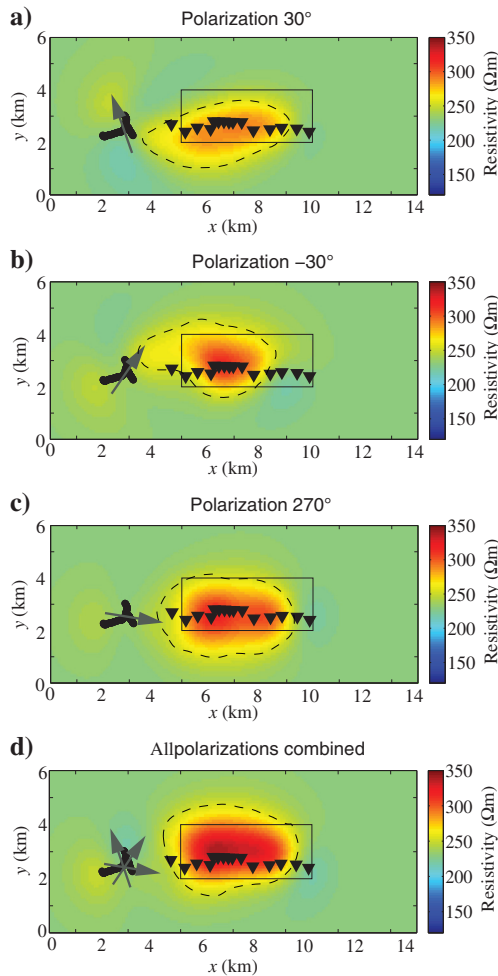 a)
Polarization 30°
6
4
2
0
y (km)
0 2 4 6 8 10 12 14
x (km)
350
300
250
200
150
Resistivity (Ωm)
b)
Polarization −30°
6
4
2
0
y (km)
0 2 4 6 8 10 12 14
x (km)
350
300
250
200
150
Resistivity (Ωm)
c)
Polarization 270°
6
4
2
0
y (km)
0 2 4 6 8 10 12 14
x (km)
350
300
250
200
150
Resistivity (Ωm)
d)
Allpolarizations combined
6
4
2
0
y (km)
0 2 4 6 8 10 12 14
x (km)
350
300
250
200
150
Resistivity (Ωm)